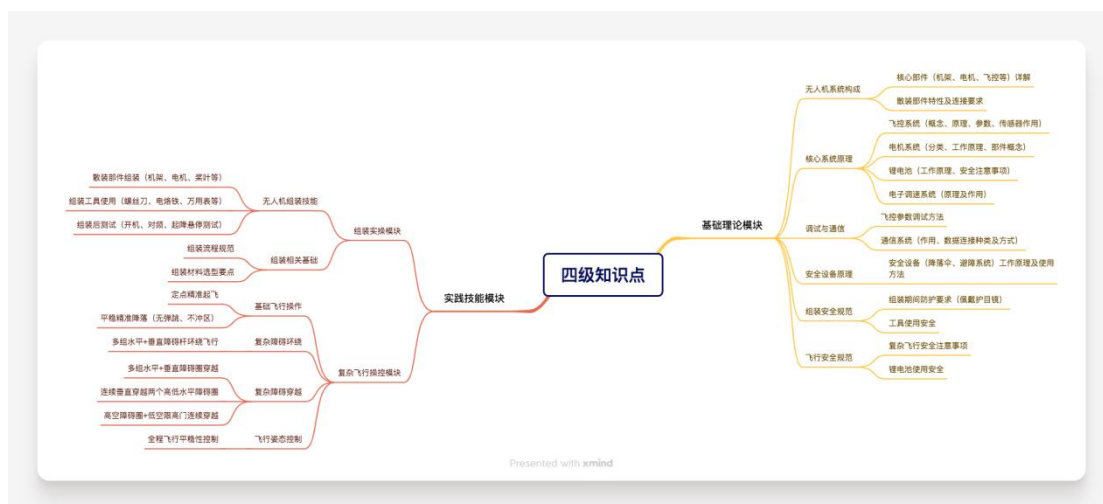 四级知识点
基础理论模块
无人机系统构成
核心部件（机架、电机、飞控等）详解
散装部件特性及连接要求
核心系统原理
飞控系统（概念、原理、参数、传感器作用）
电机系统（分类、工作原理、部件概念）
锂电池（工作原理、安全注意事项）
电子调速系统（原理及作用）
调试与通信
飞控参数调试方法
通信系统（作用、数据连接种类及方式）
安全设备原理
安全设备（降落伞、避障系统）工作原理及使用
方法
组装安全规范
组装期间防护要求（佩戴护目镜）
工具使用安全
飞行安全规范
复杂飞行安全注意事项
锂电池使用安全
实践技能模块
组装实操模块
无人机组装技能
散装部件组装（机架、电机、桨叶等）
组装工具使用（螺丝刀、电烙铁、万用表等）
组装后测试（开机、对频、起降悬停测试）
组装相关基础
组装流程规范
组装材料选型要点
复杂飞行操控模块
基础飞行操作
定点精准起飞
平稳精准降落（无弹跳、不冲区）
复杂障碍环绕
多组水平+垂直障碍杆环绕飞行
复杂障碍穿越
多组水平+垂直障碍圈穿越
连续垂直穿越两个高低水平障碍圈
高空障碍圈+低空限高门连续穿越
飞行姿态控制
全程飞行平稳性控制
Presented with xmind